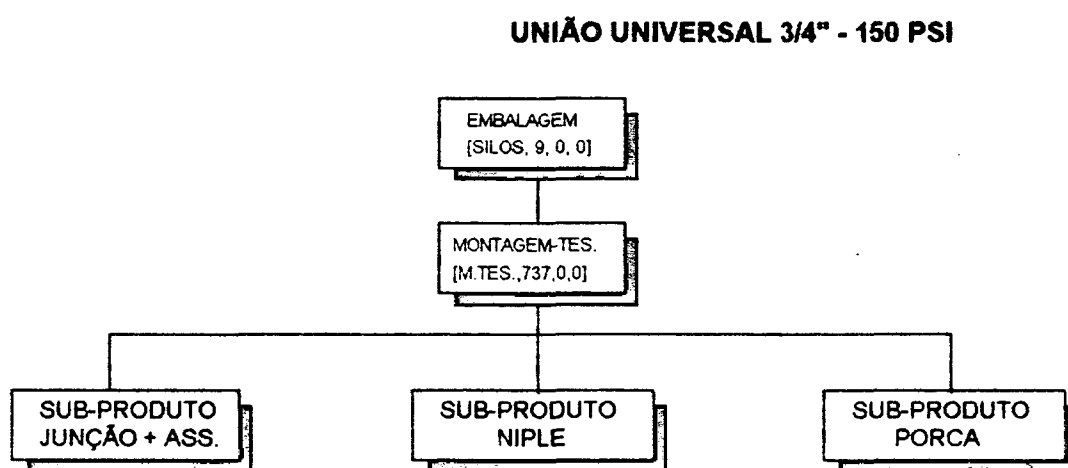 UNIÃO UNIVERSAL 3/4" - 150 PSI
EMBALAGEM
[SILOS, 9, 0, 0]
MONTAGEM-TES.
[M.TES.,737,0,0]
SUB-PRODUTO
JUNÇÃO + ASS.
SUB-PRODUTO
NIPLE
SUB-PRODUTO
PORCA